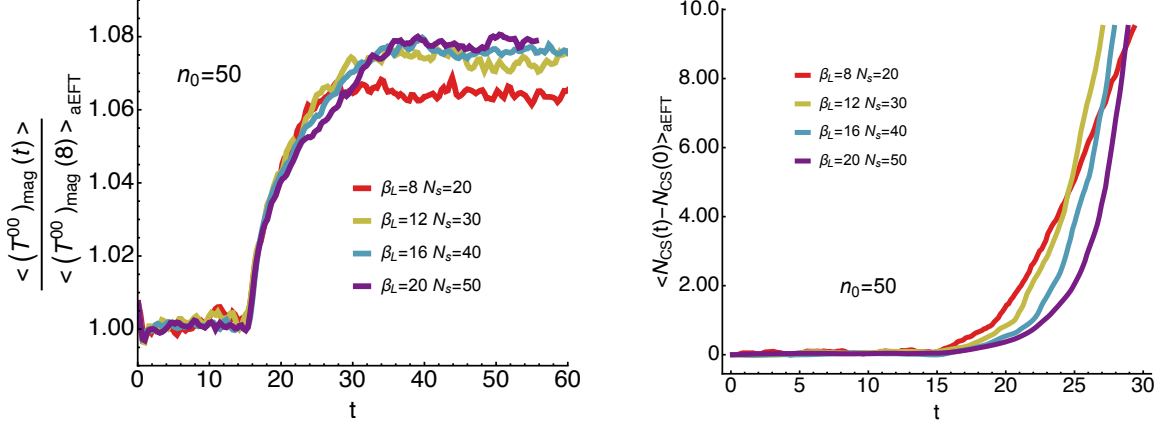 < (T⁰⁰)mag (t) >
< (T⁰⁰)mag (8) > aEFT
1.08
1.06
1.04
1.02
1.00
n₀=50
βL=8 Ns=20
βL=12 Ns=30
βL=16 Ns=40
βL=20 Ns=50
0 10 20 30 40 50 60
t
<NCS(t)−NCS(0)>aEFT
8.00
6.00
4.00
2.00
0
βL=8 Ns=20
βL=12 Ns=30
βL=16 Ns=40
βL=20 Ns=50
n₀=50
0 5 10 15 20 25 30
t